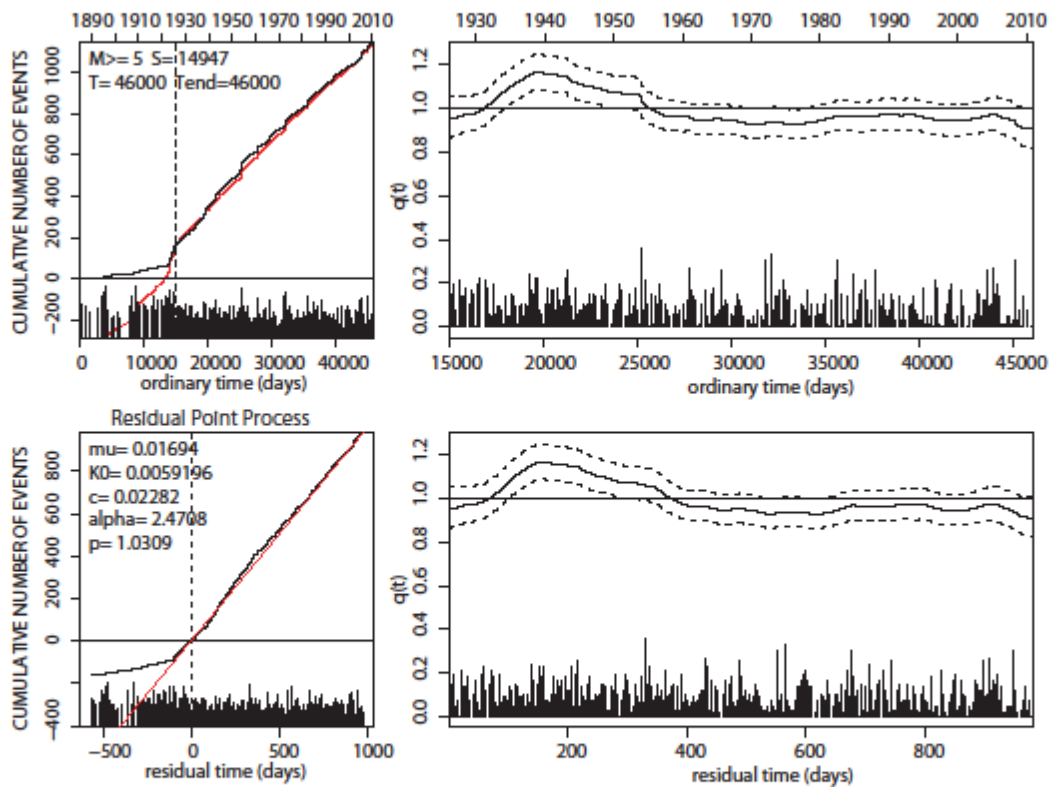 1890 1910 1930 1950 1970 1990 2010
CUMULATIVE NUMBER OF EVENTS
1000
800
600
400
200
0
−200
M>= 5 S= 14947
T= 46000 Tend=46000
0 10000 20000 30000 40000
ordinary time (days)
1930 1940 1950 1960 1970 1980 1990 2000 2010
q(t)
1.2
1.0
0.8
0.6
0.4
0.2
0.0
15000 20000 25000 30000 35000 40000 45000
ordinary time (days)
Residual Point Process
CUMULATIVE NUMBER OF EVENTS
800
600
400
200
0
−400
mu= 0.01694
K0= 0.0059196
c= 0.02282
alpha= 2.4708
p= 1.0309
−500 0 500 1000
residual time (days)
q(t)
1.2
1.0
0.8
0.6
0.4
0.2
0.0
200 400 600 800
residual time (days)